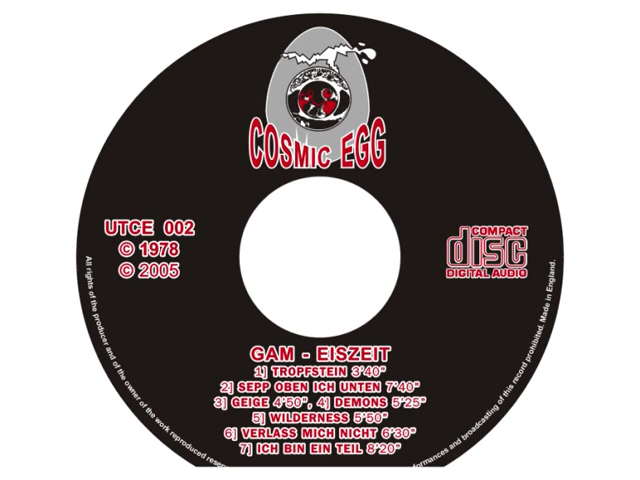 COSMIC EGG
UTCE 002
© 1978
© 2005
COMPACT
disc
DIGITAL AUDIO
GAM - EISZEIT
1] TROPFSTEIN 3'40"
2] SEPP OBEN ICH UNTEN 7'40"
3] GEIGE 4'50", 4] DEMONS 5'25"
5] WILDERNESS 5'50"
6] VERLASS MICH NICHT 6'30"
7] ICH BIN EIN TEIL 8'20"
All rights of the producer and of the owner of the work reproduced reserved
broadcasting of this record prohibited. Made in England.